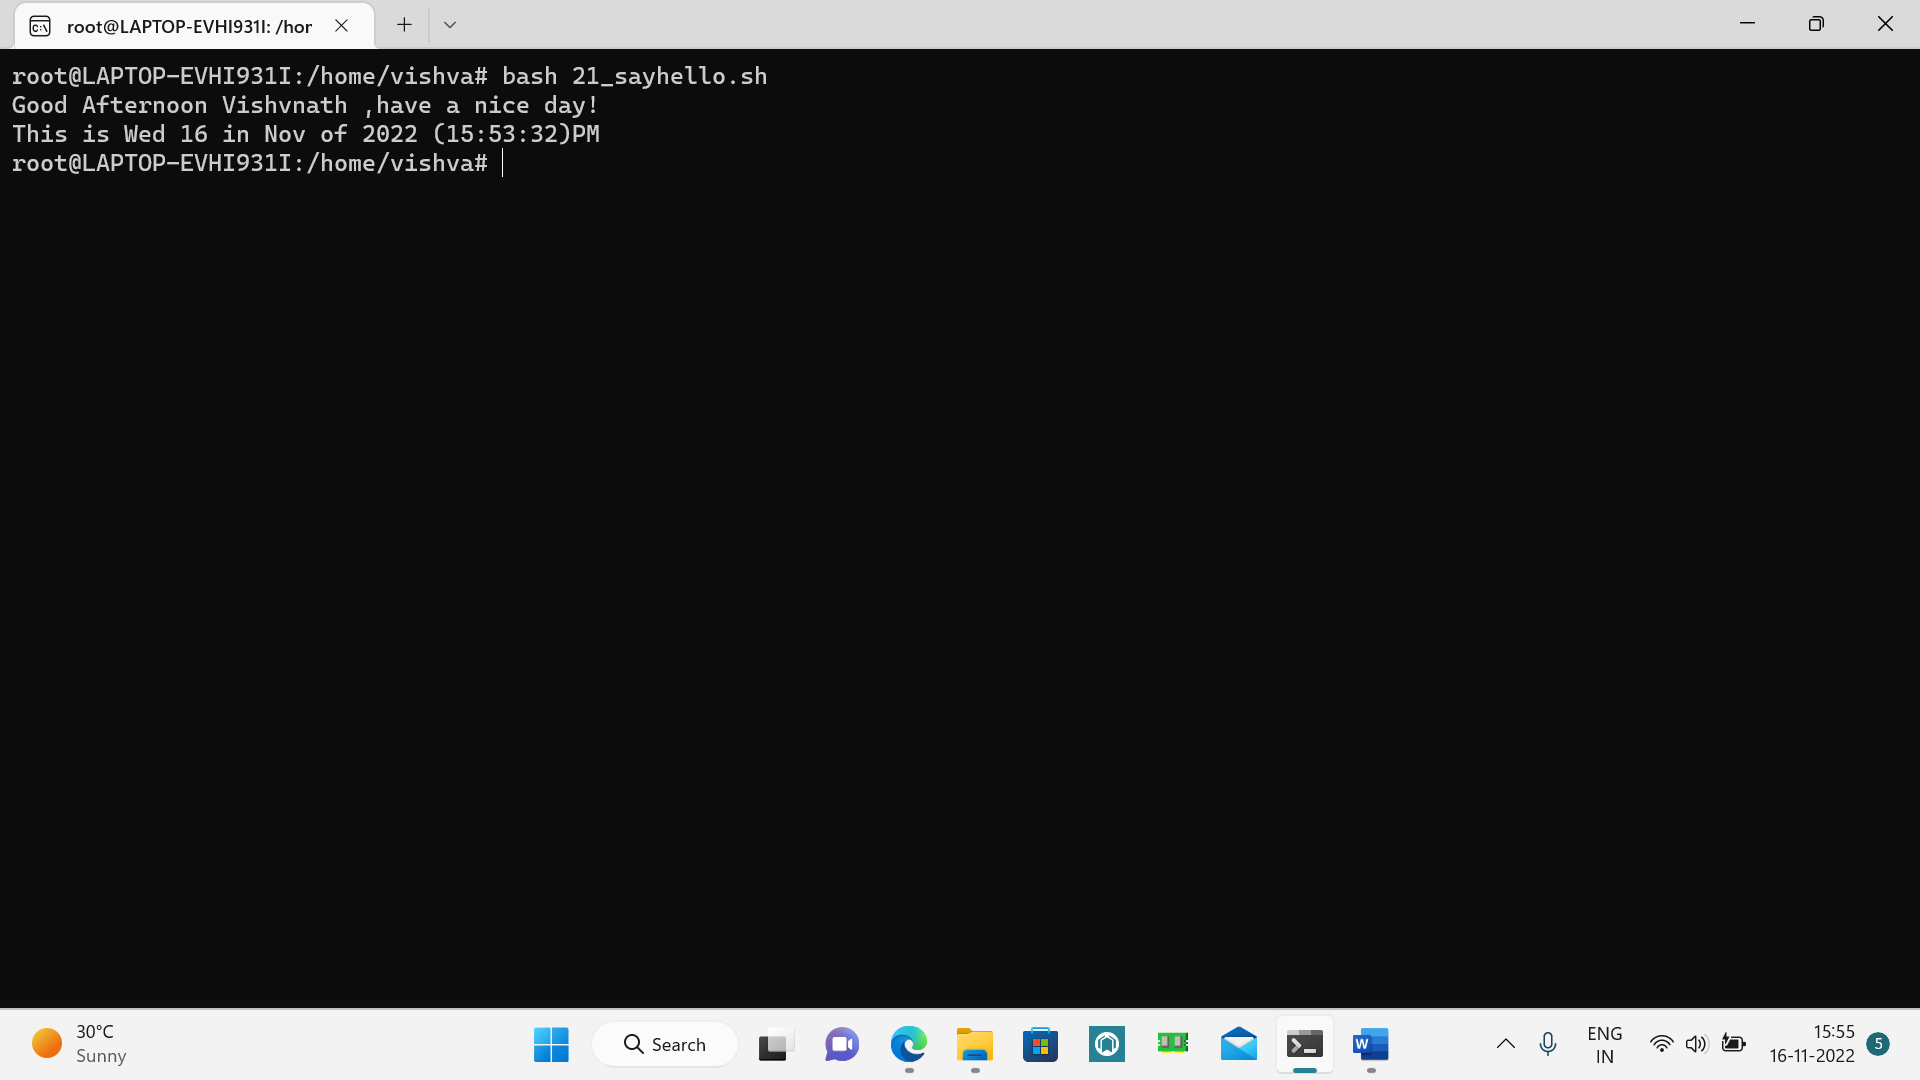 root@LAPTOP-EVHI931I: /hor
root@LAPTOP-EVHI931I:/home/vishva# bash 21_sayhello.sh
Good Afternoon Vishvnath ,have a nice day!
This is Wed 16 in Nov of 2022 (15:53:32)PM
root@LAPTOP-EVHI931I:/home/vishva#
30°C
Sunny
Search
W
ENG
IN
15:55
16-11-2022
5